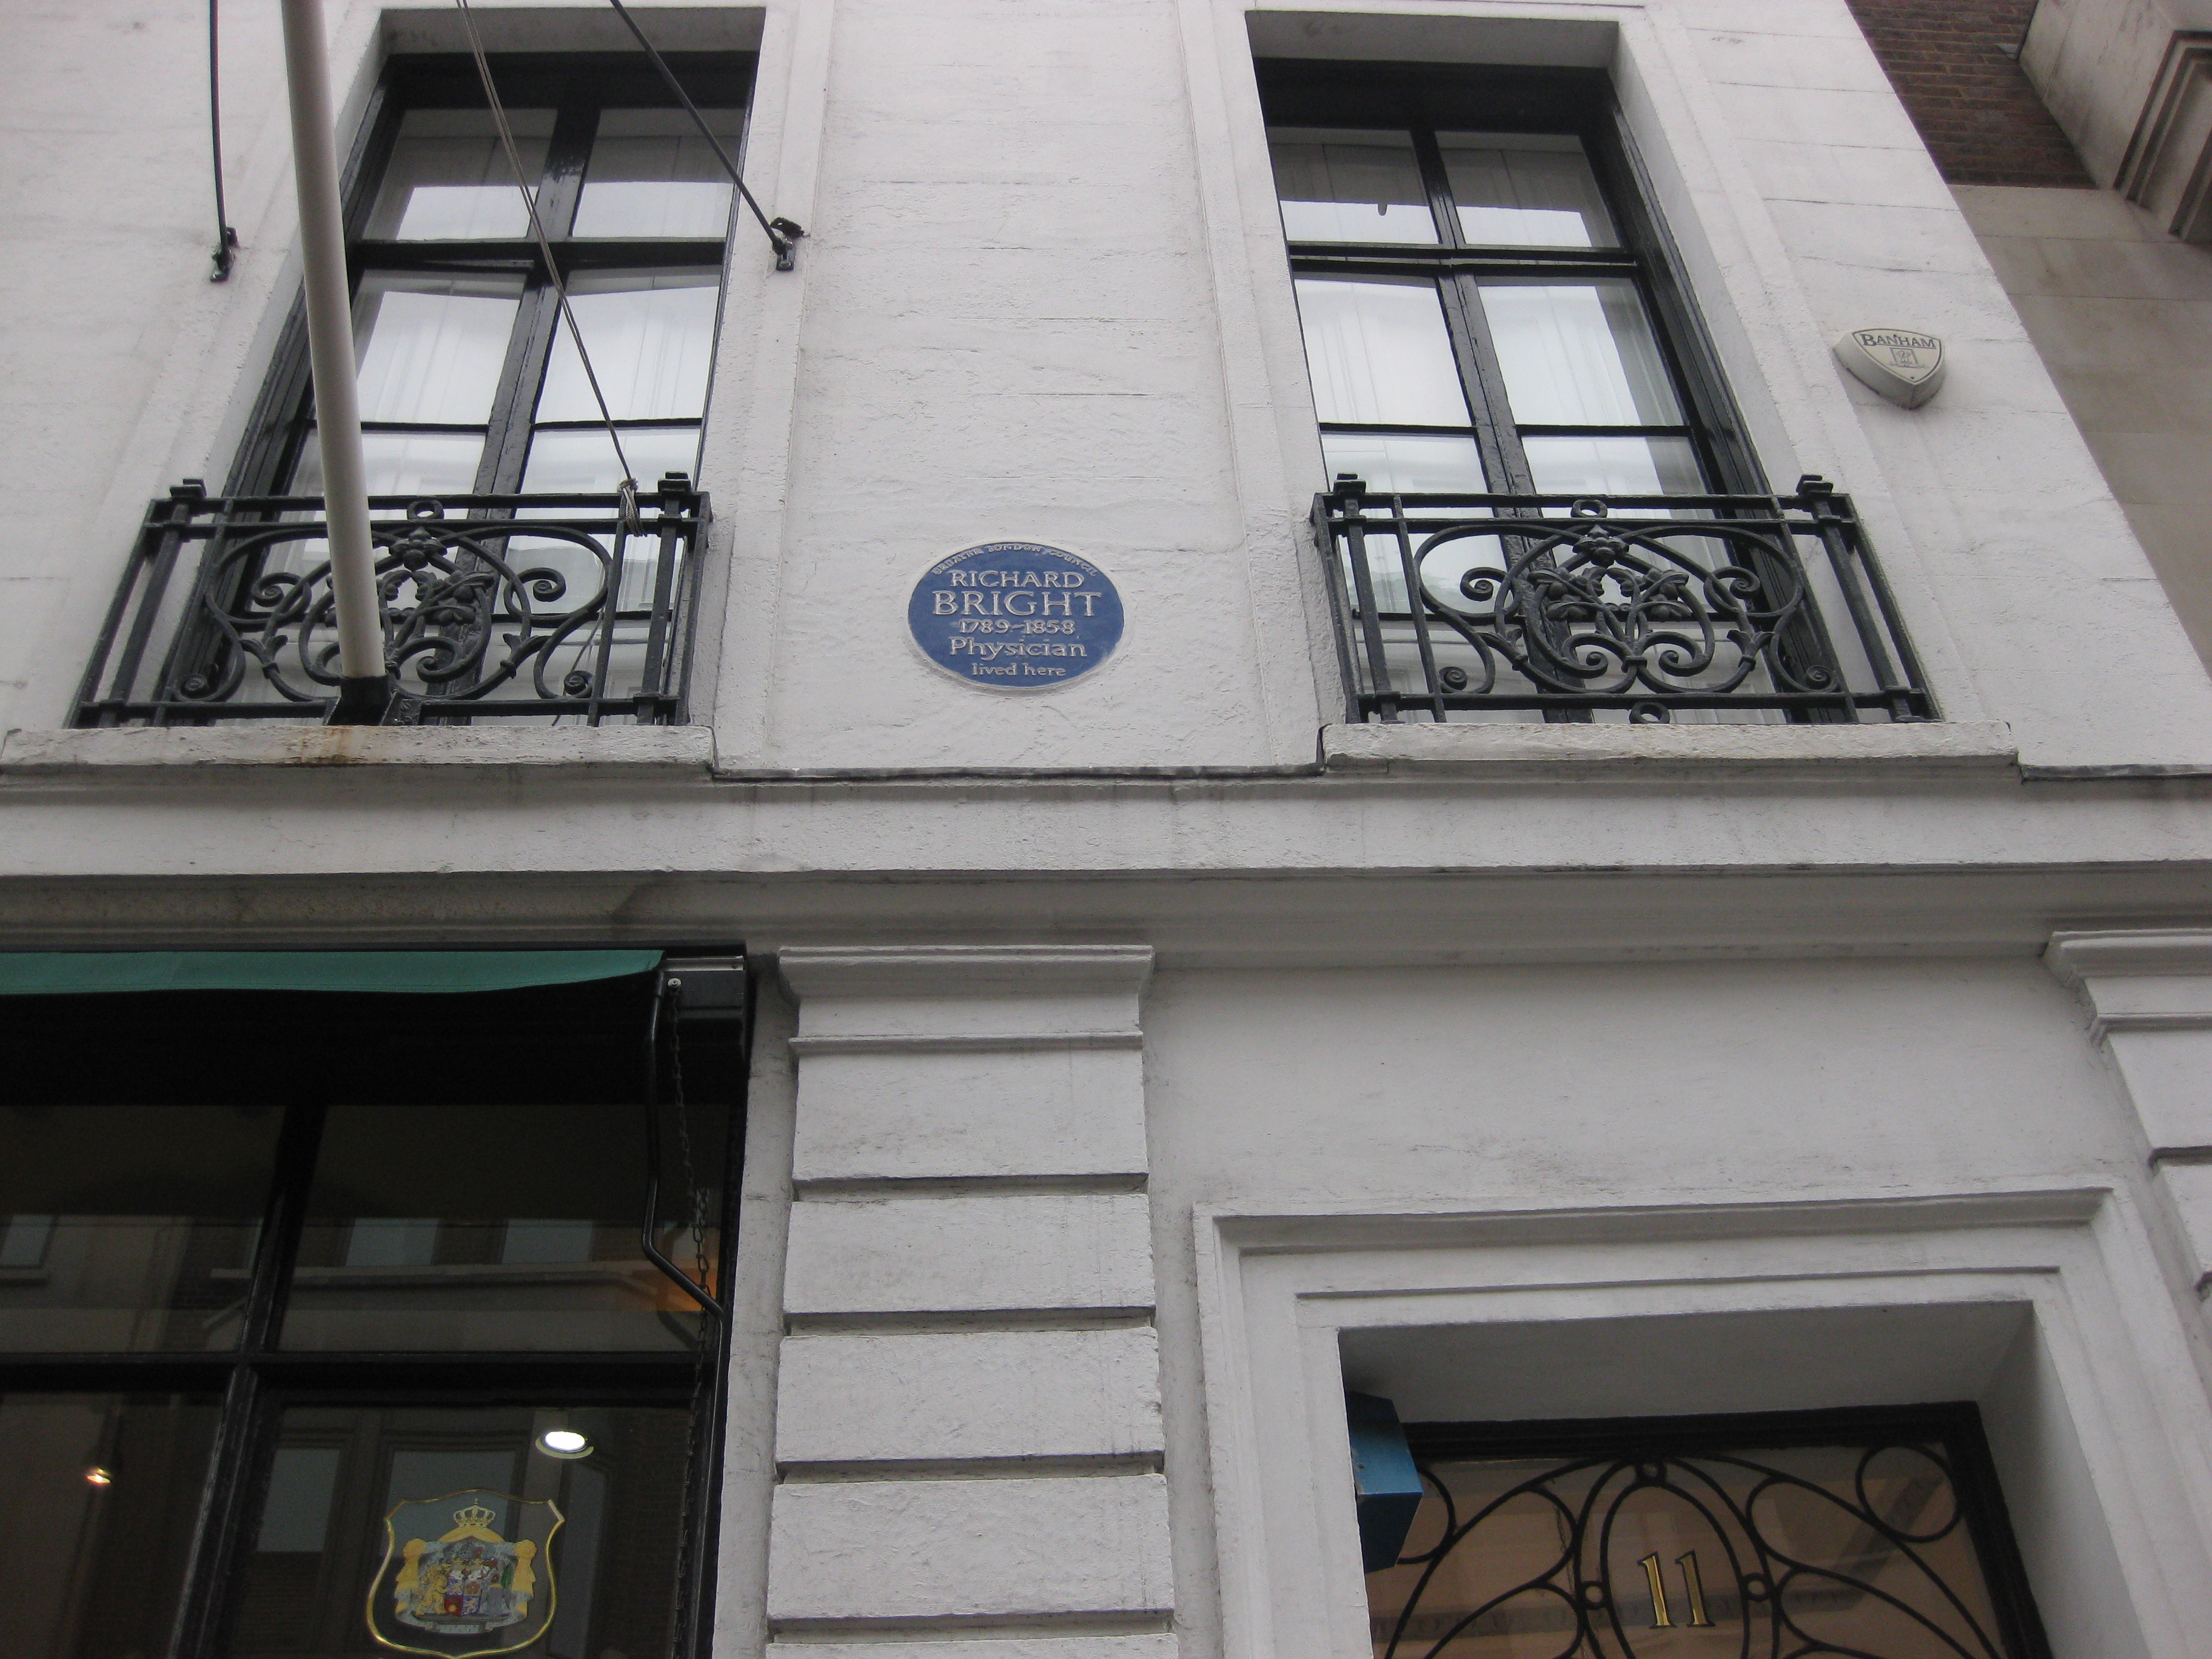 BANHAM
GREATER LONDON COUNCIL
RICHARD
BRIGHT
1789-1858
Physician
lived here
11